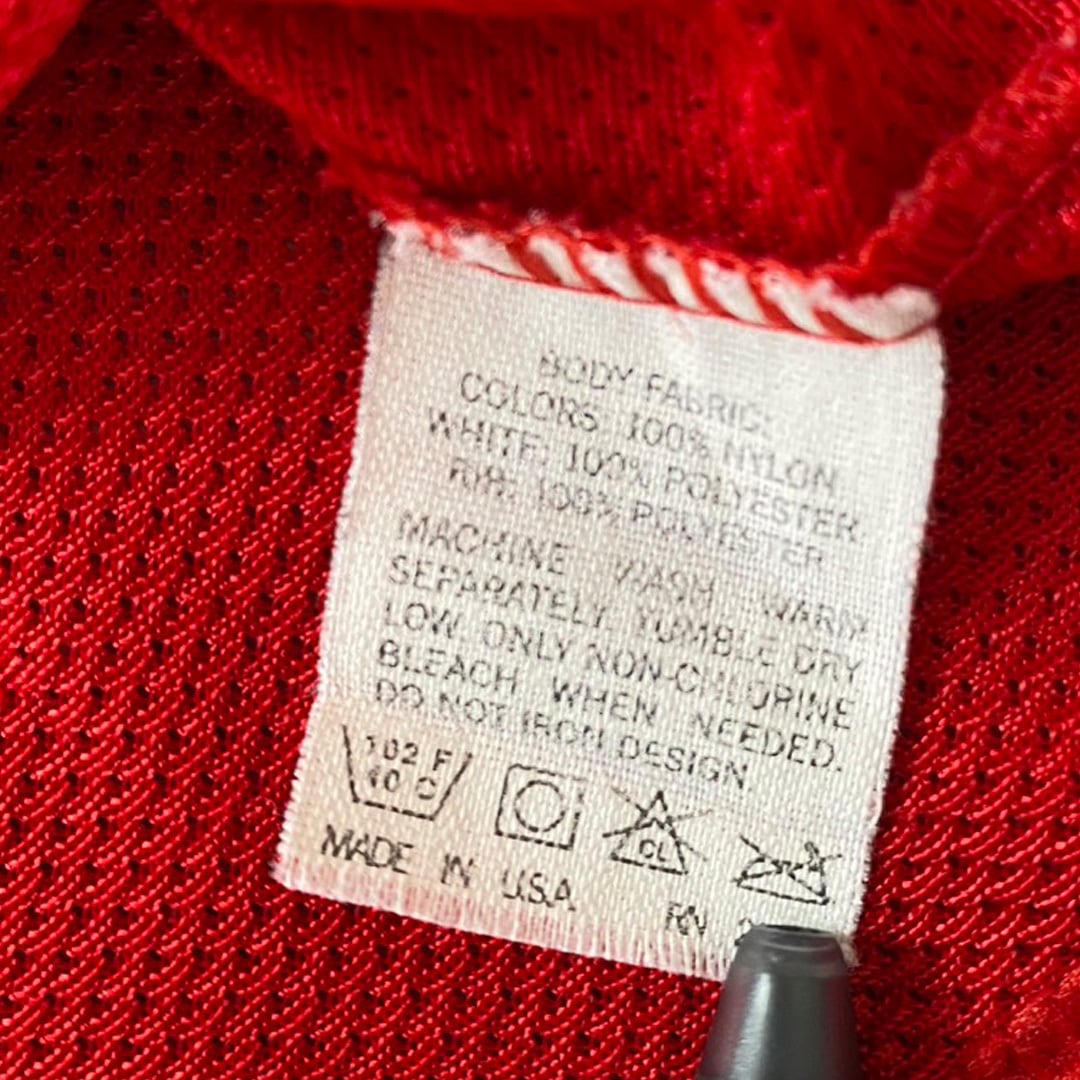 BODY FABRIC:
COLORS: 100% NYLON
WHITE: 100% POLYESTER
RIB: 100% POLYESTER
MACHINE WASH WARM
SEPARATELY. TUMBLE DRY
LOW. ONLY NON-CHLORINE
BLEACH WHEN NEEDED.
DO NOT IRON DESIGN
102 F
40 C
CL
MADE IN U.S.A.
RN